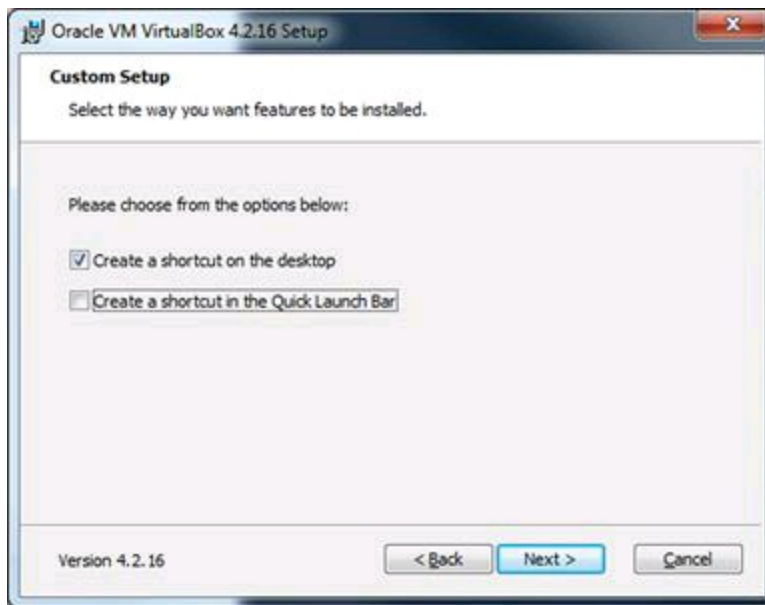 Oracle VM VirtualBox 4.2.16 Setup
Custom Setup
Select the way you want features to be installed.
Please choose from the options below:
Create a shortcut on the desktop
Create a shortcut in the Quick Launch Bar
Version 4.2.16
< Back
Next >
Cancel